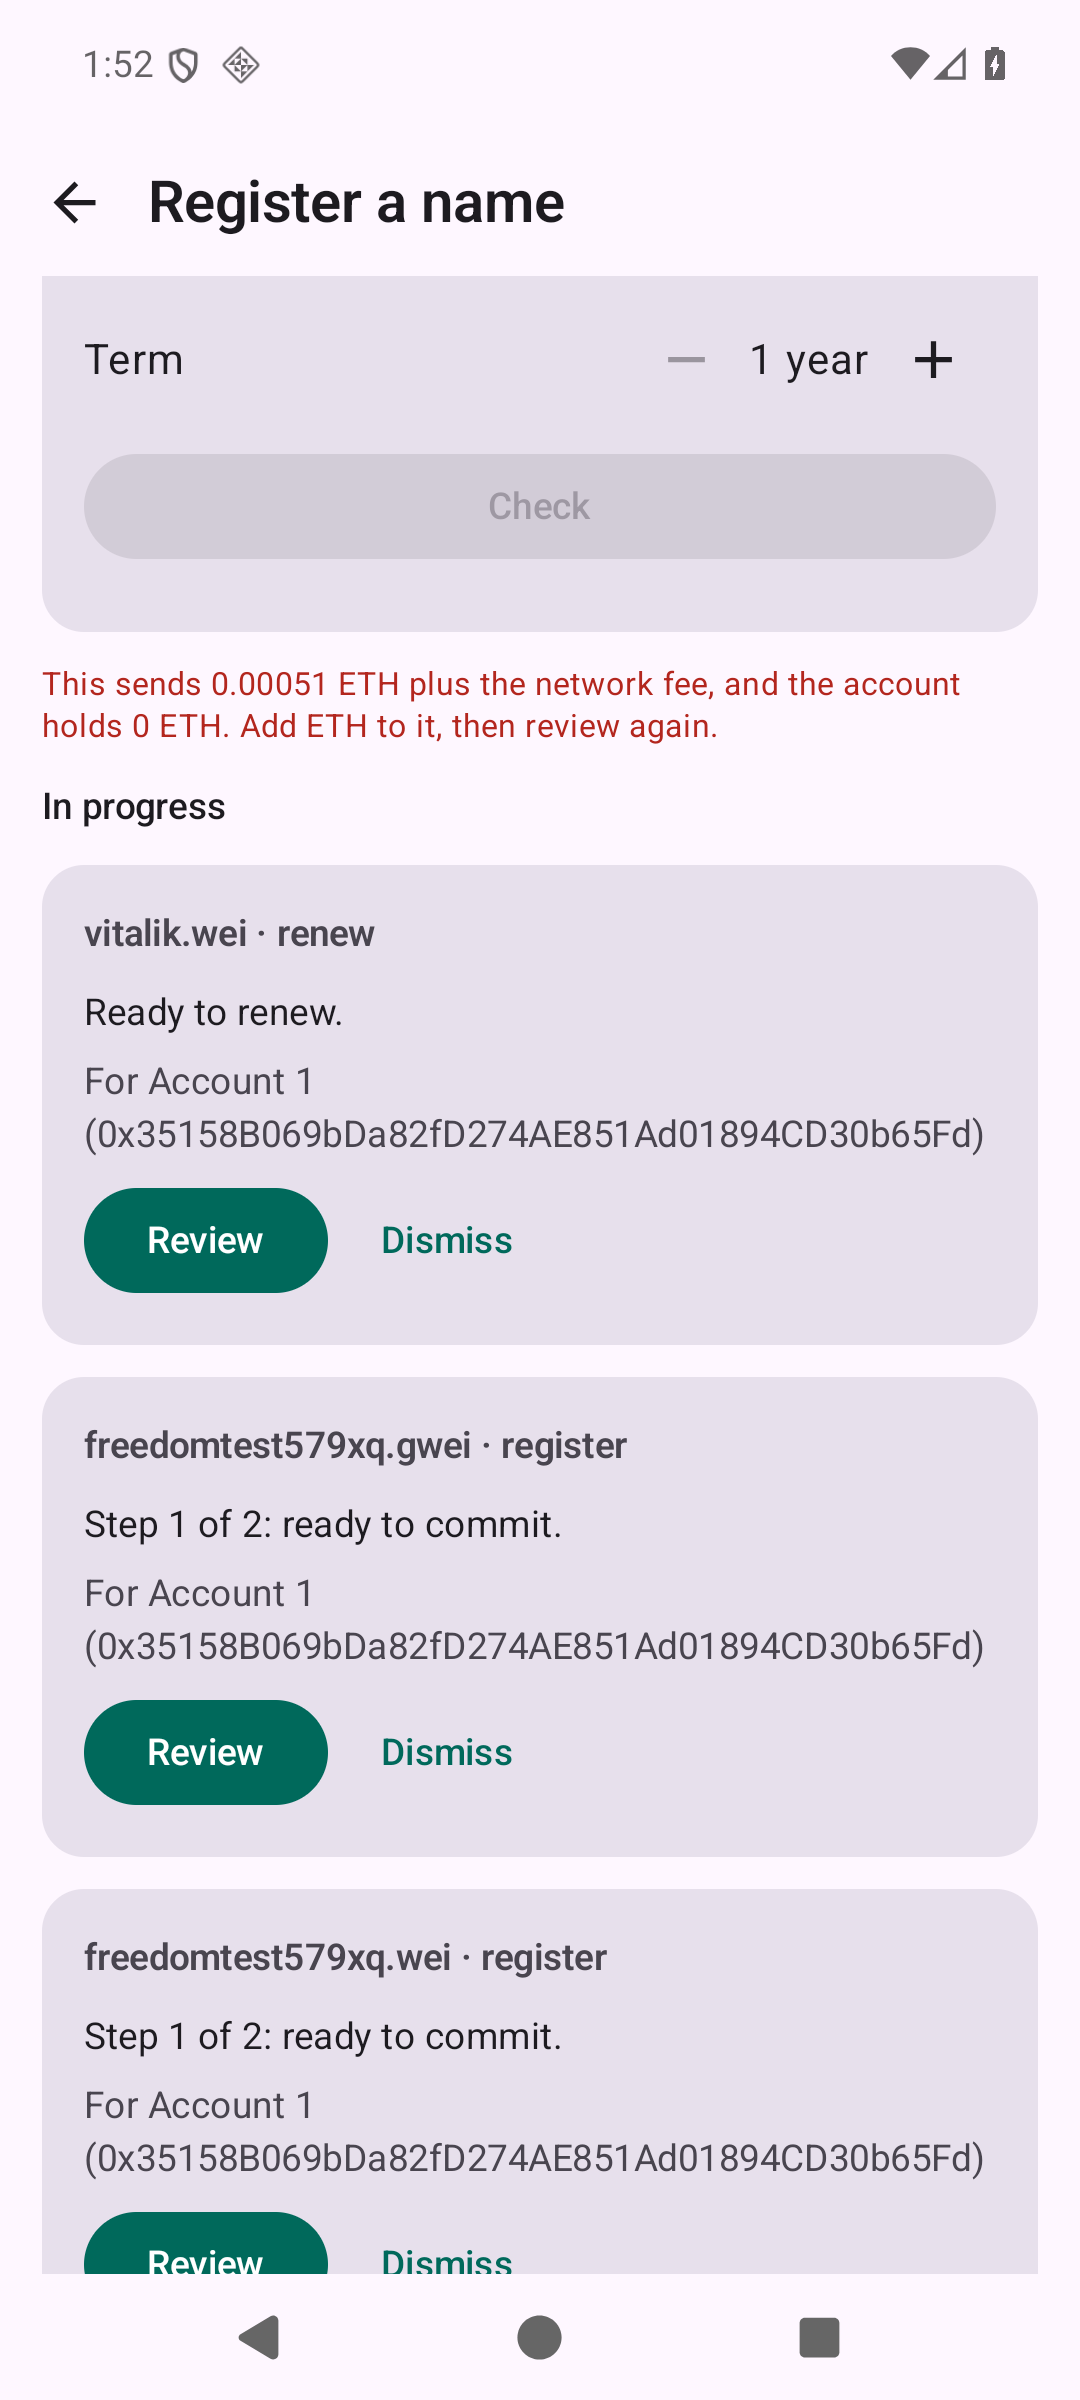 1:52
Register a name
Term
1 year
Check
This sends 0.00051 ETH plus the network fee, and the account
holds 0 ETH. Add ETH to it, then review again.
In progress
vitalik.wei · renew
Ready to renew.
For Account 1
(0x35158B069bDa82fD274AE851Ad01894CD30b65Fd)
Review
Dismiss
freedomtest579xq.gwei · register
Step 1 of 2: ready to commit.
For Account 1
(0x35158B069bDa82fD274AE851Ad01894CD30b65Fd)
Review
Dismiss
freedomtest579xq.wei · register
Step 1 of 2: ready to commit.
For Account 1
(0x35158B069bDa82fD274AE851Ad01894CD30b65Fd)
Review
Dismiss